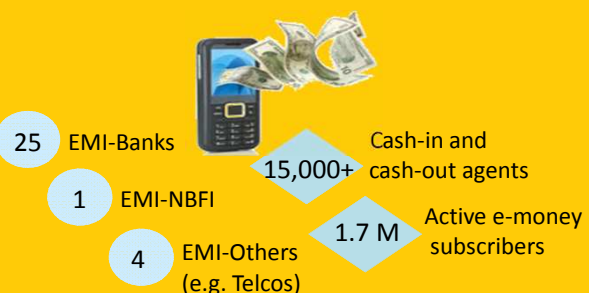 25 EMI-Banks
1 EMI-NBFI
4 EMI-Others
(e.g. Telcos)
15,000+
Cash-in and
cash-out agents
1.7 M
Active e-money
subscribers